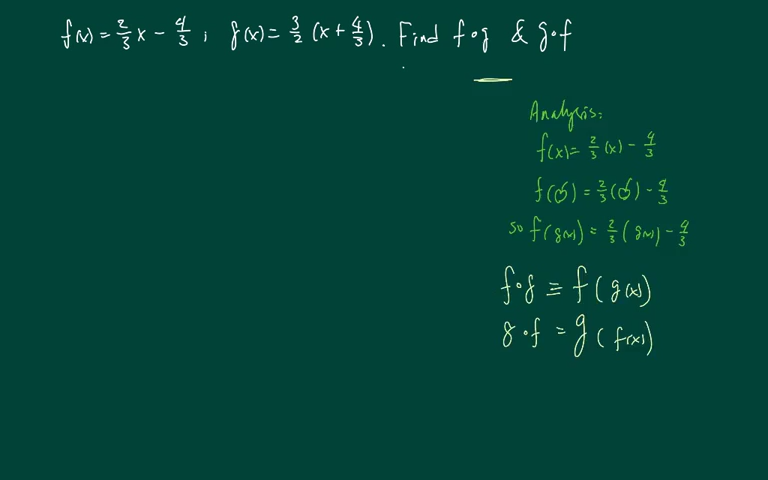 f(x) = 2/3 x − 4/3 ; g(x) = 3/2 (x + 4/3). Find f∘g & g∘f
Analysis:
f(x) = 2/3 (x) − 4/3
f( ) = 2/3 ( ) − 4/3
so f(g(x)) = 2/3 (g(x)) − 4/3
f∘g ≡ f(g(x))
g∘f = g(f(x))